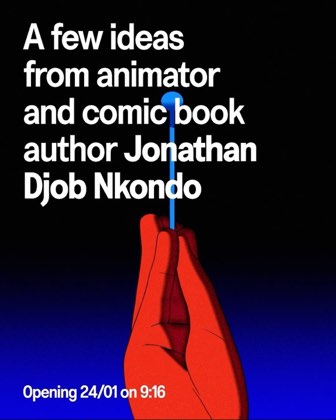 A few ideas
from animator
and comic book
author Jonathan
Djob Nkondo
Opening 24/01 on 9:16